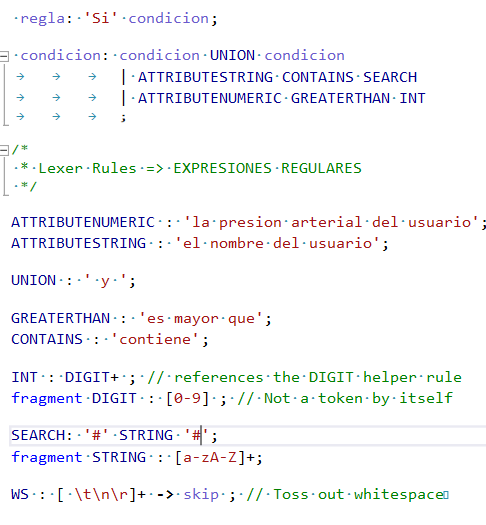 regla: 'Si' condicion;
condicion: condicion UNION condicion
| ATTRIBUTESTRING CONTAINS SEARCH
| ATTRIBUTENUMERIC GREATERTHAN INT
;
/*
* Lexer Rules => EXPRESIONES REGULARES
*/
ATTRIBUTENUMERIC : 'la presion arterial del usuario';
ATTRIBUTESTRING : 'el nombre del usuario';
UNION : ' y ';
GREATERTHAN : 'es mayor que';
CONTAINS : 'contiene';
INT : DIGIT+ ; // references the DIGIT helper rule
fragment DIGIT : [0-9] ; // Not a token by itself
SEARCH: '#' STRING '#';
fragment STRING : [a-zA-Z]+;
WS : [ \t\n\r]+ -> skip ; // Toss out whitespace